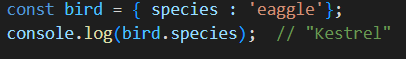 const bird = { species : 'eaggle'};
console.log(bird.species);  // "Kestrel"